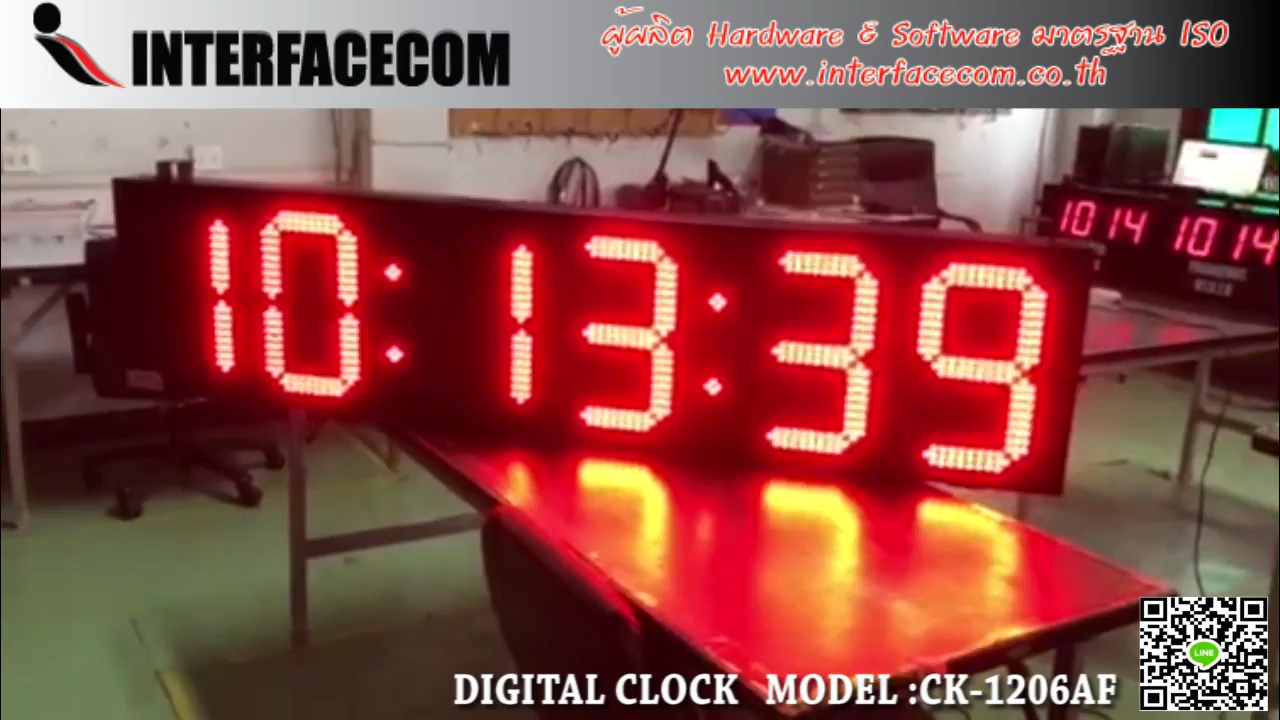 INTERFACECOM
ผู้ผลิต Hardware & Software มาตรฐาน ISO
www.interfacecom.co.th
10:13:39
10 14 10 14
DIGITAL CLOCK MODEL :CK-1206AF
LINE